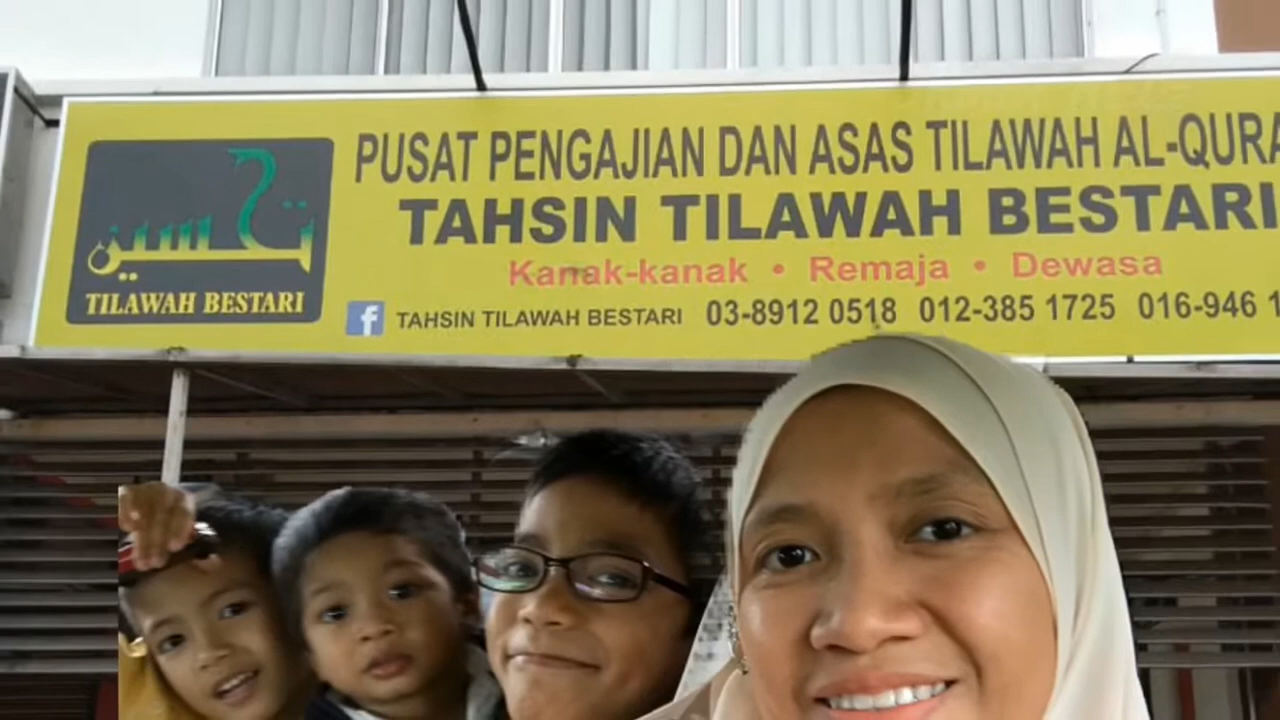 PUSAT PENGAJIAN DAN ASAS TILAWAH AL-QURA
TAHSIN TILAWAH BESTARI
Kanak-kanak • Remaja • Dewasa
TAHSIN TILAWAH BESTARI 03-8912 0518 012-385 1725 016-946 1
تحسين
TILAWAH BESTARI